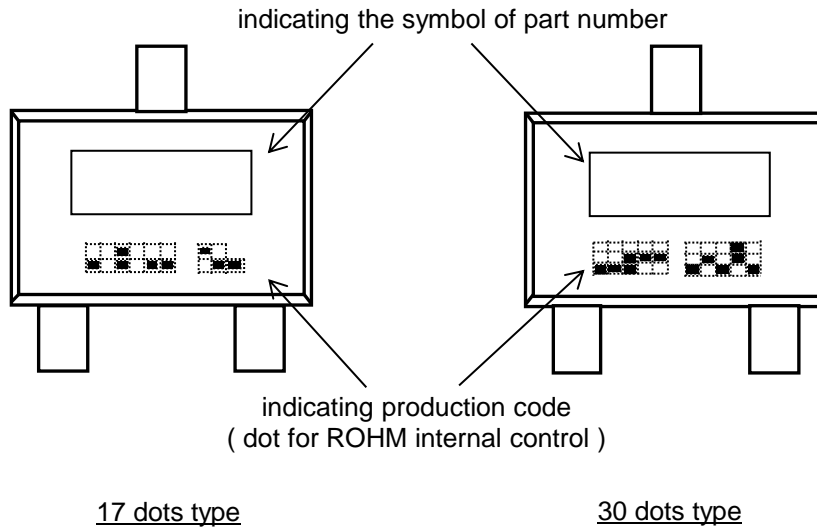 indicating the symbol of part number
indicating production code
( dot for ROHM internal control )
17 dots type
30 dots type